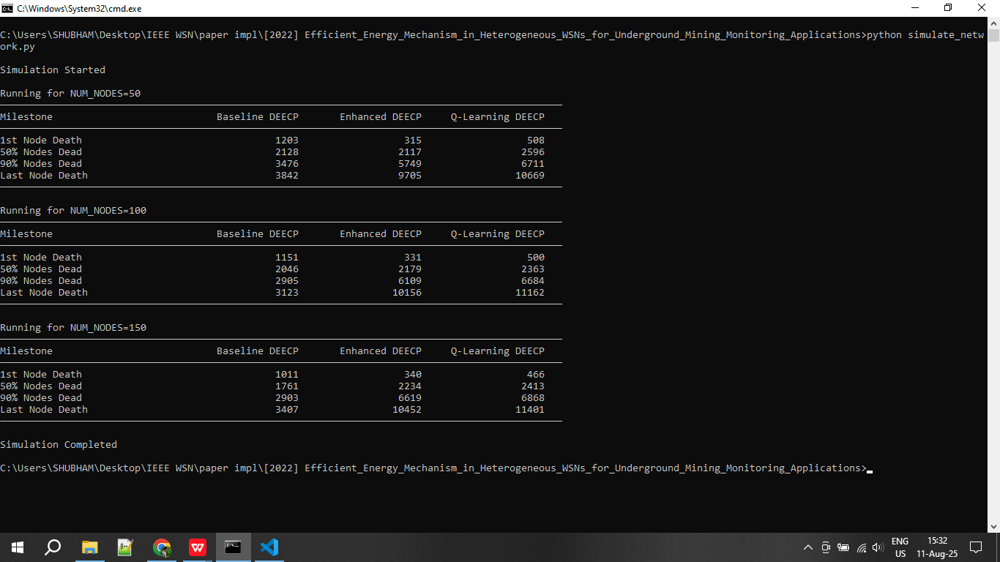 C:\Windows\System32\cmd.exe
C:\Users\SHUBHAM\Desktop\IEEE WSN\paper impl\[2022] Efficient_Energy_Mechanism_in_Heterogeneous_WSNs_for_Underground_Mining_Monitoring_Applications>python simulate_netw
ork.py
Simulation Started
Running for NUM_NODES=50
Milestone Baseline DEECP Enhanced DEECP Q-Learning DEECP
1st Node Death 1203 315 508
50% Nodes Dead 2128 2117 2596
90% Nodes Dead 3476 5749 6711
Last Node Death 3842 9705 10669
Running for NUM_NODES=100
Milestone Baseline DEECP Enhanced DEECP Q-Learning DEECP
1st Node Death 1151 331 500
50% Nodes Dead 2046 2179 2363
90% Nodes Dead 2905 6109 6684
Last Node Death 3123 10156 11162
Running for NUM_NODES=150
Milestone Baseline DEECP Enhanced DEECP Q-Learning DEECP
1st Node Death 1011 340 466
50% Nodes Dead 1761 2234 2413
90% Nodes Dead 2903 6619 6868
Last Node Death 3407 10452 11401
Simulation Completed
C:\Users\SHUBHAM\Desktop\IEEE WSN\paper impl\[2022] Efficient_Energy_Mechanism_in_Heterogeneous_WSNs_for_Underground_Mining_Monitoring_Applications>
ENG 15:32
US 11-Aug-25